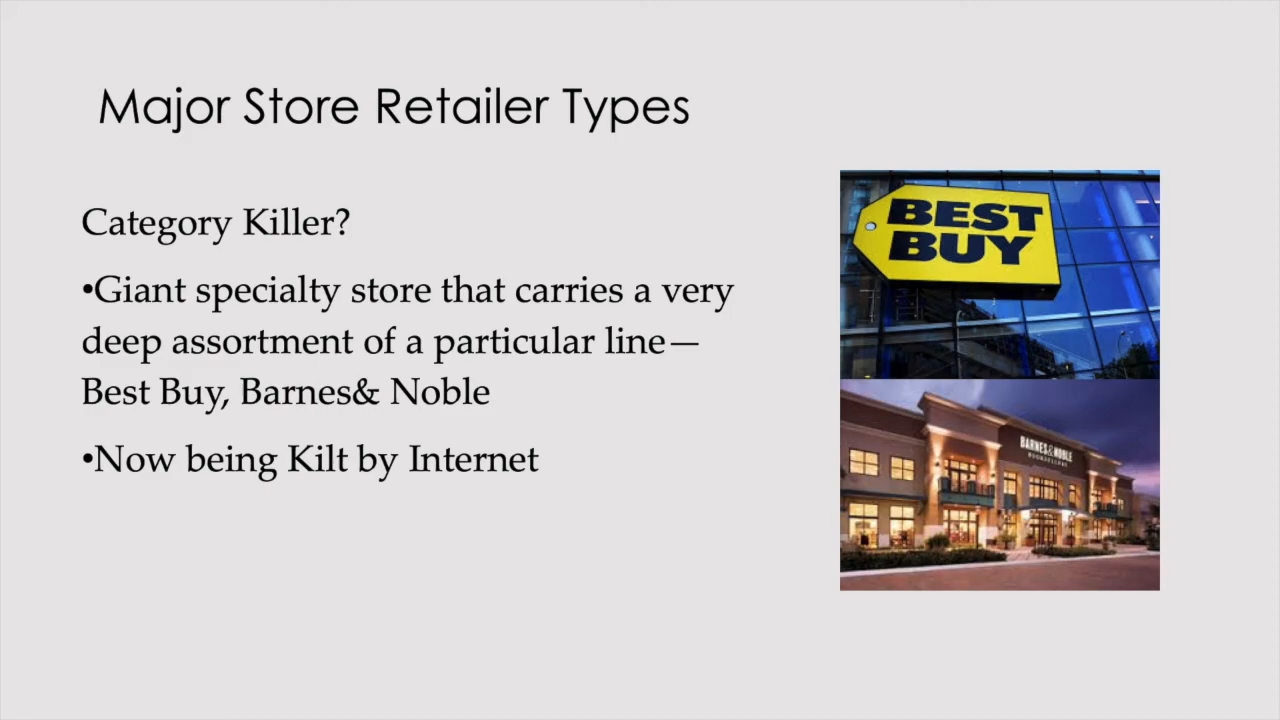 Major Store Retailer Types
Category Killer?
•Giant specialty store that carries a very
deep assortment of a particular line—
Best Buy, Barnes& Noble
•Now being Kilt by Internet
BEST
BUY
BARNES&NOBLE
BOOKSELLERS